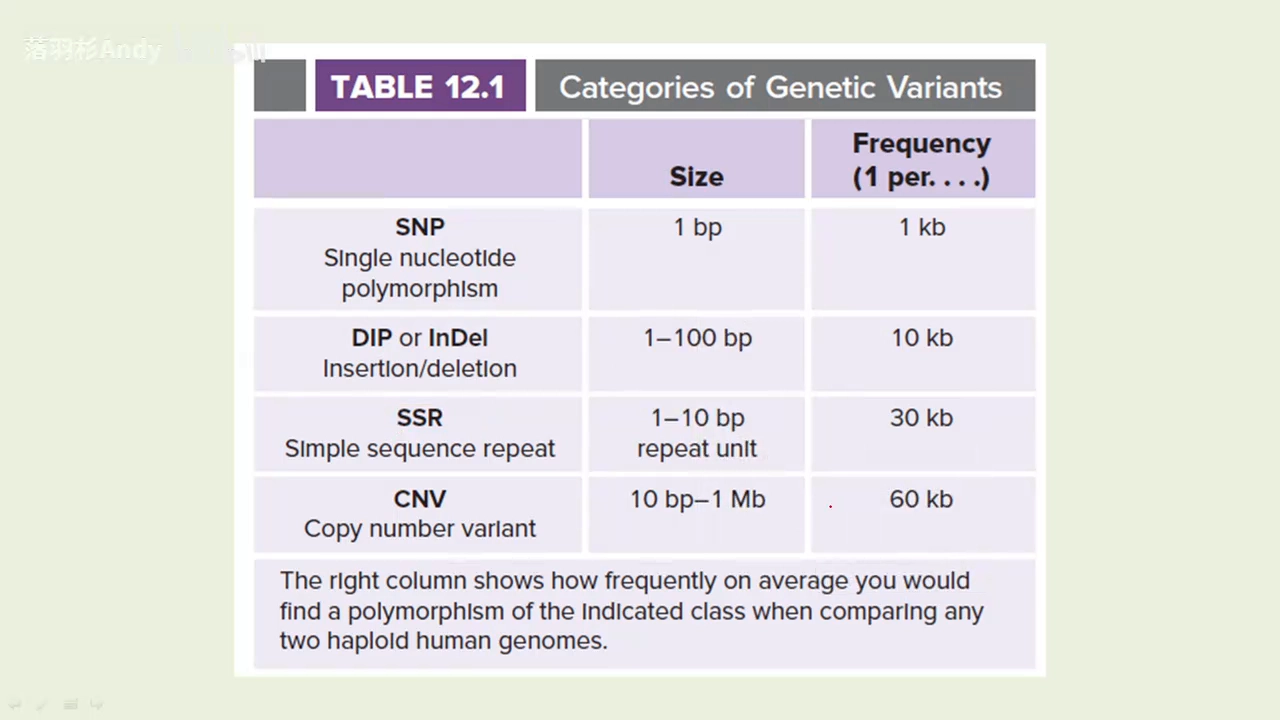 落羽杉Andy
TABLE 12.1 Categories of Genetic Variants
Size
Frequency
(1 per. . . .)
SNP
Single nucleotide
polymorphism
1 bp
1 kb
DIP or InDel
Insertion/deletion
1–100 bp
10 kb
SSR
Simple sequence repeat
1–10 bp
repeat unit
30 kb
CNV
Copy number variant
10 bp–1 Mb
60 kb
The right column shows how frequently on average you would
find a polymorphism of the indicated class when comparing any
two haploid human genomes.